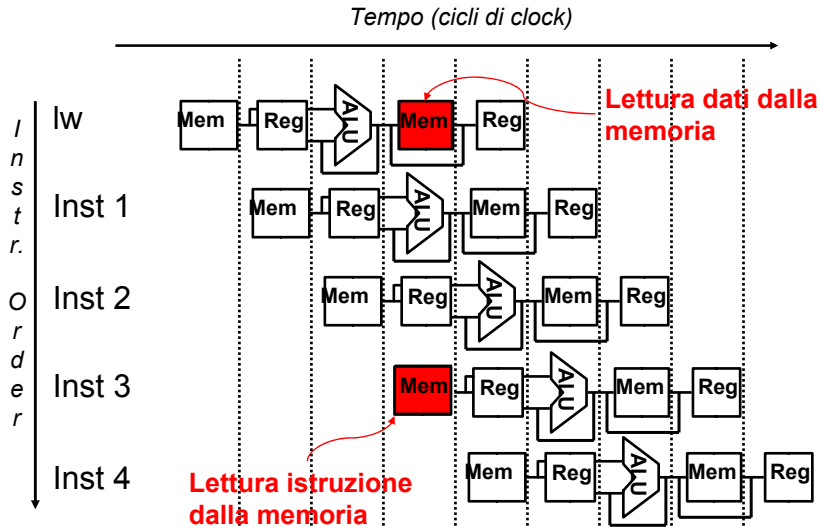 Tempo (cicli di clock)
Instr. Order
lw
Mem
Reg
ALU
Mem
Reg
Lettura dati dalla
memoria
Inst 1
Mem
Reg
ALU
Mem
Reg
Inst 2
Mem
Reg
ALU
Mem
Reg
Inst 3
Mem
Reg
ALU
Mem
Reg
Inst 4
Lettura istruzione
dalla memoria
Mem
Reg
ALU
Mem
Reg